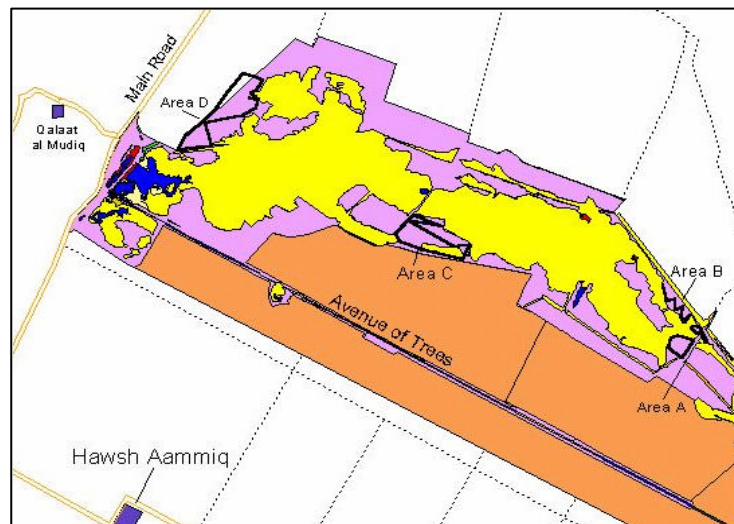 Main Road
Area D
Qalaat
al Mudiq
Area C
Area B
Avenue of Trees
Area A
Hawsh Aammiq